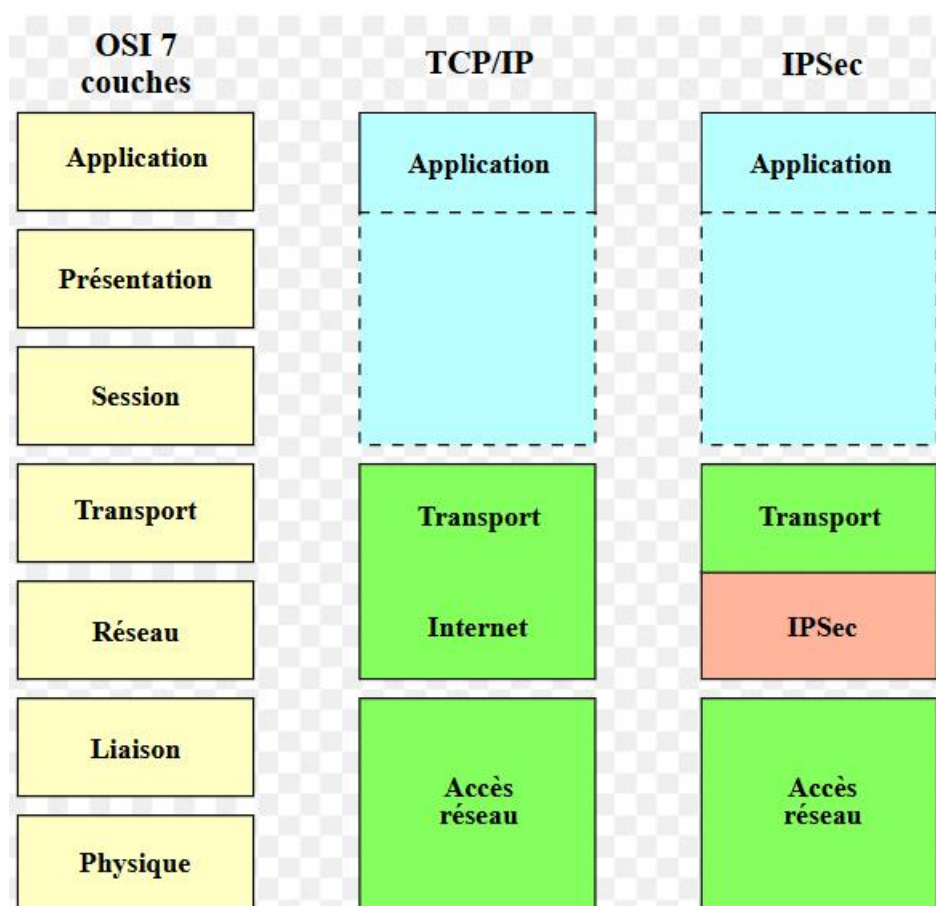 OSI 7
couches
TCP/IP
IPSec
Application
Application
Application
Présentation
Session
Transport
Transport
Transport
Réseau
Internet
IPSec
Liaison
Accès
réseau
Accès
réseau
Physique